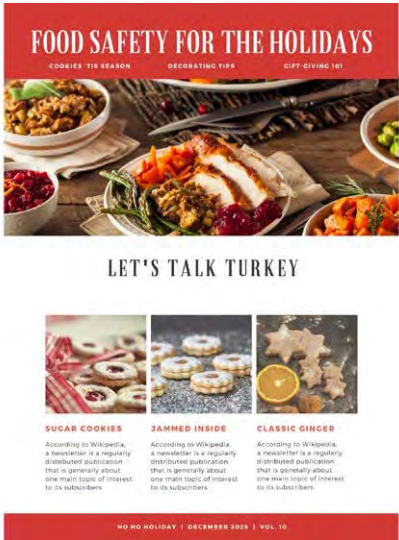 FOOD SAFETY FOR THE HOLIDAYS
COOKIES 'TIS SEASON DECORATING TIPS GIFT-GIVING 101
LET'S TALK TURKEY
SUGAR COOKIES
According to Wikipedia,
a newsletter is a regularly
distributed publication
that is generally about
one main topic of interest
to its subscribers
JAMMED INSIDE
According to Wikipedia,
a newsletter is a regularly
distributed publication
that is generally about
one main topic of interest
to its subscribers
CLASSIC GINGER
According to Wikipedia,
a newsletter is a regularly
distributed publication
that is generally about
one main topic of interest
to its subscribers
HO HO HOLIDAY | DECEMBER 2025 | VOL. 10